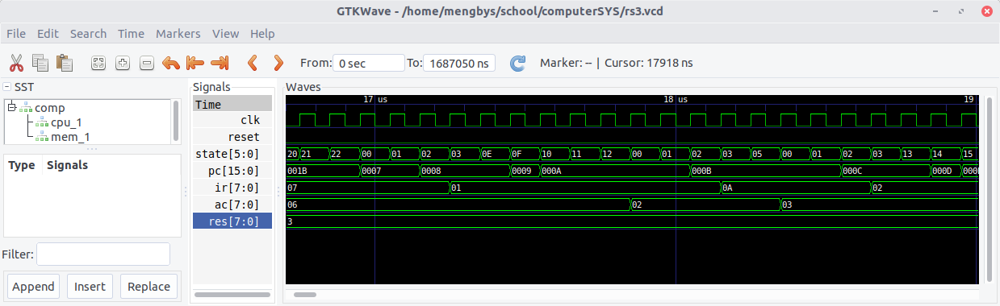 GTKWave - /home/mengbys/school/computerSYS/rs3.vcd
File Edit Search Time Markers View Help
From: 0 sec To: 1687050 ns Marker: -- | Cursor: 17918 ns
SST
comp
cpu_1
mem_1
Type Signals
Filter:
Append Insert Replace
Signals
Time
clk
reset
state[5:0]
pc[15:0]
ir[7:0]
ac[7:0]
res[7:0]
Waves
17 us 18 us 19
20 21 22 00 01 02 03 0E 0F 10 11 12 00 01 02 03 05 00 01 02 03 13 14 15
001B 0007 0008 0009 000A 000B 000C 000D
07 01 0A 02
06 02 03
3